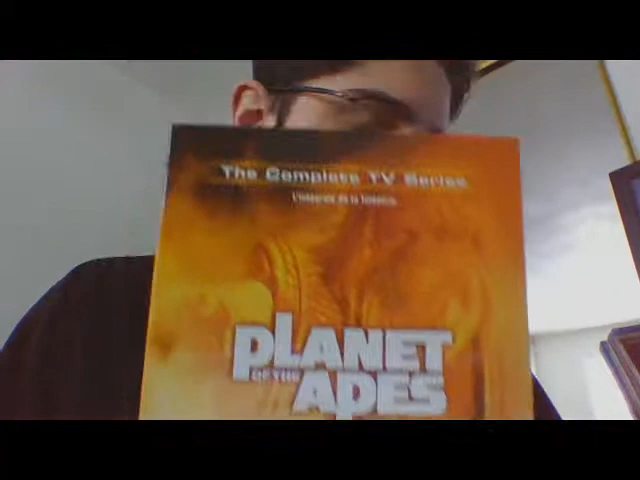 The Complete TV Series
L'intégrale de la Télésérie
PLANET
OF THE
APES